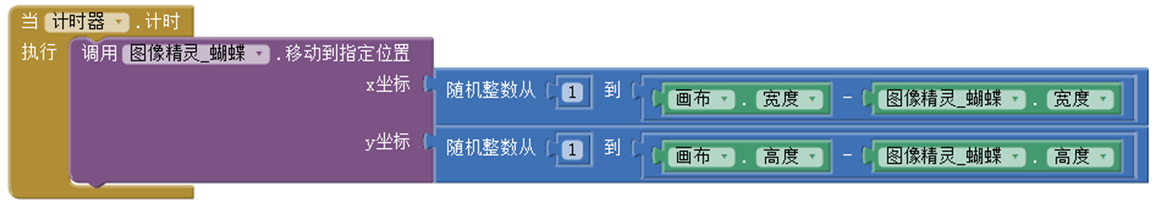 当 计时器 .计时
执行 调用 图像精灵_蝴蝶 .移动到指定位置
x坐标 随机整数从 1 到 画布 . 宽度 - 图像精灵_蝴蝶 . 宽度
y坐标 随机整数从 1 到 画布 . 高度 - 图像精灵_蝴蝶 . 高度